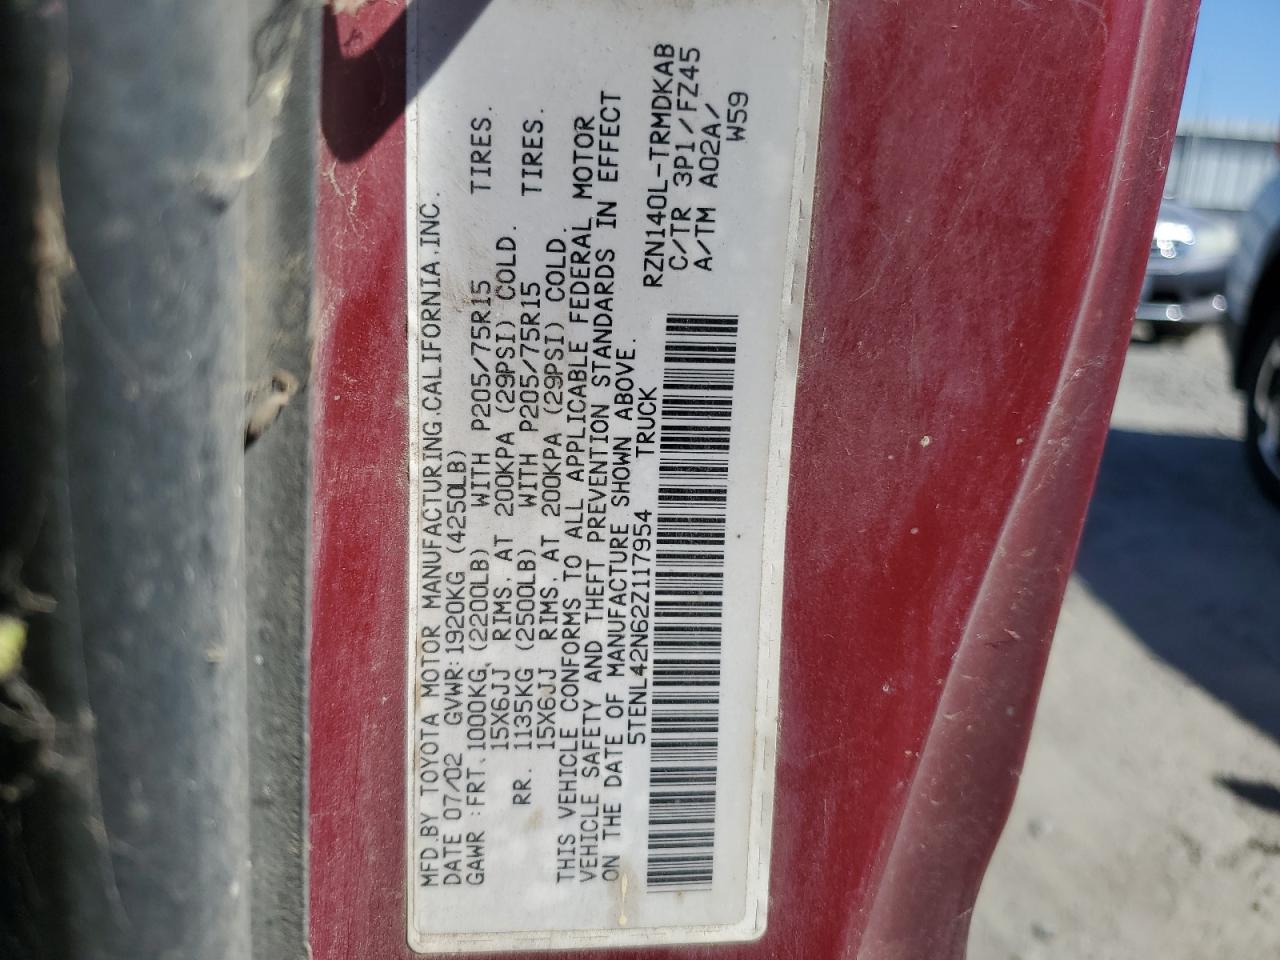 MFD.BY TOYOTA MOTOR MANUFACTURING.CALIFORNIA.INC.
DATE 07/02 GVWR:1920KG (4250LB)
GAWR :FRT.1000KG.(2200LB) WITH P205/75R15 TIRES.
15X6JJ RIMS. AT 200KPA (29PSI) COLD.
RR. 1135KG (2500LB) WITH P205/75R15 TIRES.
15X6JJ RIMS. AT 200KPA (29PSI) COLD.
THIS VEHICLE CONFORMS TO ALL APPLICABLE FEDERAL MOTOR
VEHICLE SAFETY AND THEFT PREVENTION STANDARDS IN EFFECT
ON THE DATE OF MANUFACTURE SHOWN ABOVE.
5TENL42N62Z117954 TRUCK
RZN140L-TRMDKAB
C/TR 3P1/FZ45
A/TM A02A/
W59